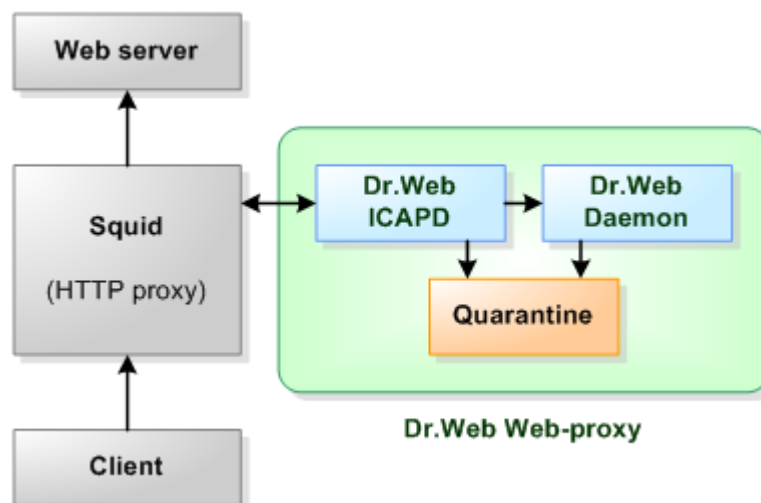 Web server
Squid
(HTTP proxy)
Client
Dr.Web
ICAPD
Dr.Web
Daemon
Quarantine
Dr.Web Web-proxy